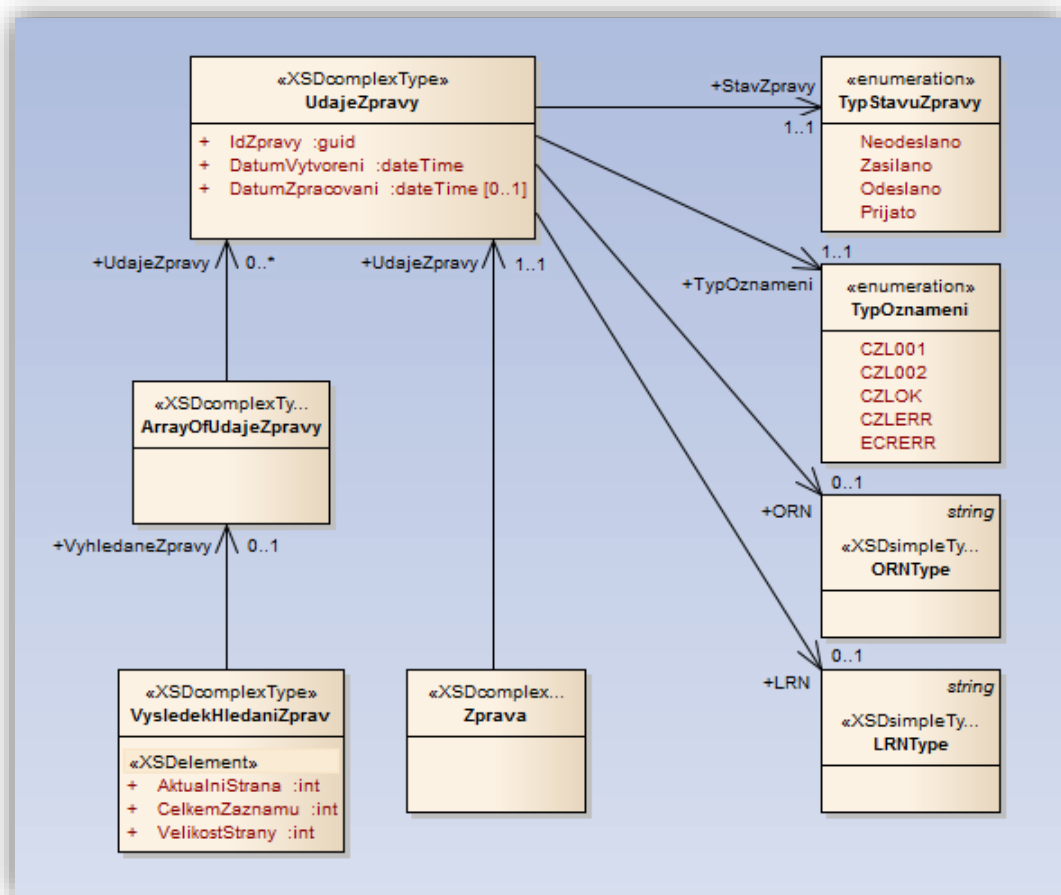 «XSDcomplexType»
UdajeZpravy
+ IdZpravy :guid
+ DatumVytvoreni :dateTime
+ DatumZpracovani :dateTime [0..1]
+StavZpravy
1..1
«enumeration»
TypStavuZpravy
Neodeslano
Zasilano
Odeslano
Prijato
+UdajeZpravy
0..*
+UdajeZpravy
1..1
1..1
+TypOznameni
«enumeration»
TypOznameni
CZL001
CZL002
CZLOK
CZLERR
ECRERR
«XSDcomplexTy...
ArrayOfUdajeZpravy
0..1
+ORN
string
«XSDsimpleTy...
ORNType
+VyhledaneZpravy
0..1
0..1
+LRN
string
«XSDsimpleTy...
LRNType
«XSDcomplexType»
VysledekHledaniZprav
«XSDelement»
+ AktualniStrana :int
+ CelkemZaznamu :int
+ VelikostStrany :int
«XSDcomplex...
Zprava